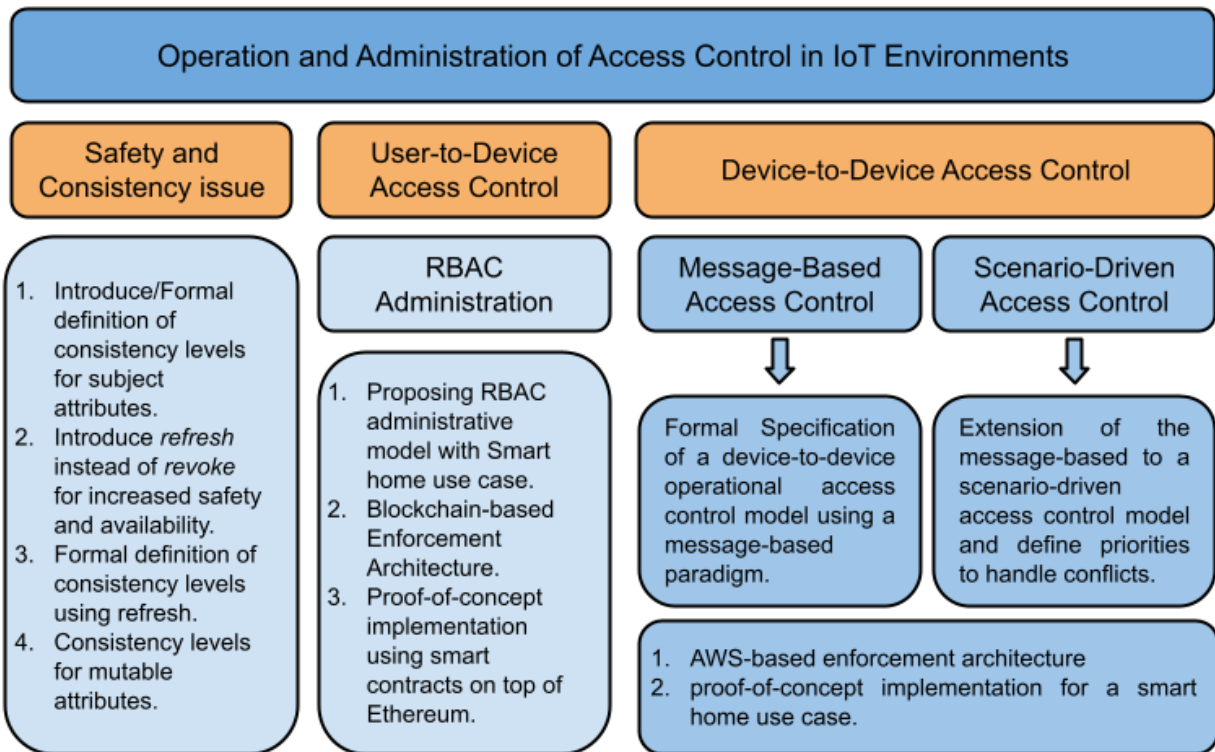 Operation and Administration of Access Control in IoT Environments
Safety and
Consistency issue
1. Introduce/Formal
definition of
consistency levels
for subject
attributes.
2. Introduce refresh
instead of revoke
for increased safety
and availability.
3. Formal definition of
consistency levels
using refresh.
4. Consistency levels
for mutable
attributes.
User-to-Device
Access Control
RBAC
Administration
1. Proposing RBAC
administrative
model with Smart
home use case.
2. Blockchain-based
Enforcement
Architecture.
3. Proof-of-concept
implementation
using smart
contracts on top of
Ethereum.
Device-to-Device Access Control
Message-Based
Access Control
Formal Specification
of a device-to-device
operational access
control model using a
message-based
paradigm.
Scenario-Driven
Access Control
Extension of the
message-based to a
scenario-driven
access control model
and define priorities
to handle conflicts.
1. AWS-based enforcement architecture
2. proof-of-concept implementation for a smart
home use case.